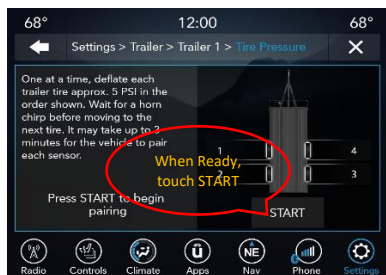 68°
12:00
68°
Settings > Trailer > Trailer 1 > Tire Pressure
X
One at a time, deflate each
trailer tire approx. 5 PSI in the
order shown. Wait for a horn
chirp before moving to the
next tire. It may take up to 3
minutes for the vehicle to pair
each sensor.
Press START to begin
pairing
When Ready,
touch START
1
4
2
3
START
Radio
Controls
Climate
Ü
Apps
NE
Nav
Phone
Settings